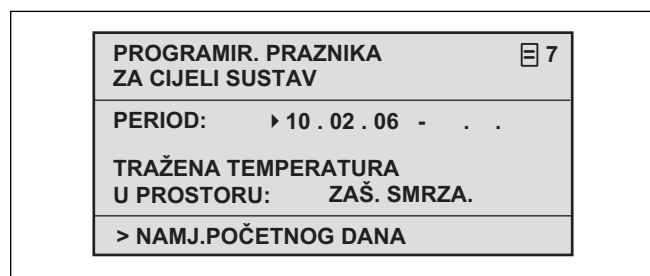 PROGRAMIR. PRAZNIKA 7
ZA CIJELI SUSTAV
PERIOD: 10 . 02 . 06 - . .
TRAŽENA TEMPERATURA
U PROSTORU: ZAŠ. SMRZA.
> NAMJ.POČETNOG DANA